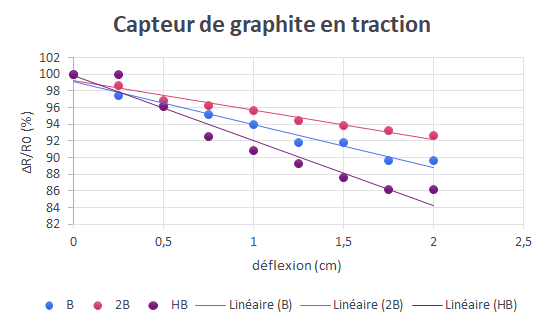 Capteur de graphite en traction
102
100
98
96
94
92
90
88
86
84
82
ΔR/R0 (%)
0
0,5
1
1,5
2
2,5
déflexion (cm)
B
2B
HB
Linéaire (B)
Linéaire (2B)
Linéaire (HB)